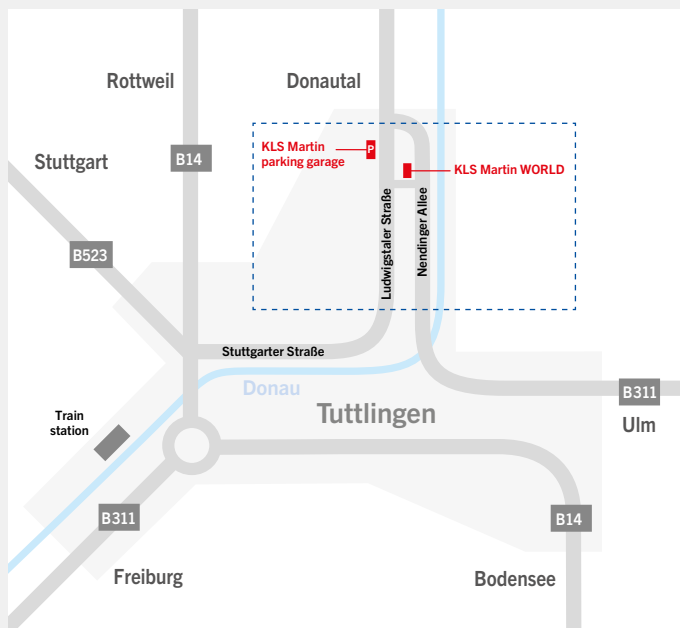 Rottweil
Donautal
KLS Martin
parking garage
P
Stuttgart
B14
KLS Martin WORLD
Ludwigstaler Straße
Nendinger Allee
B523
Stuttgarter Straße
Donau
B311
Tuttlingen
Ulm
Train
station
B311
B14
Freiburg
Bodensee